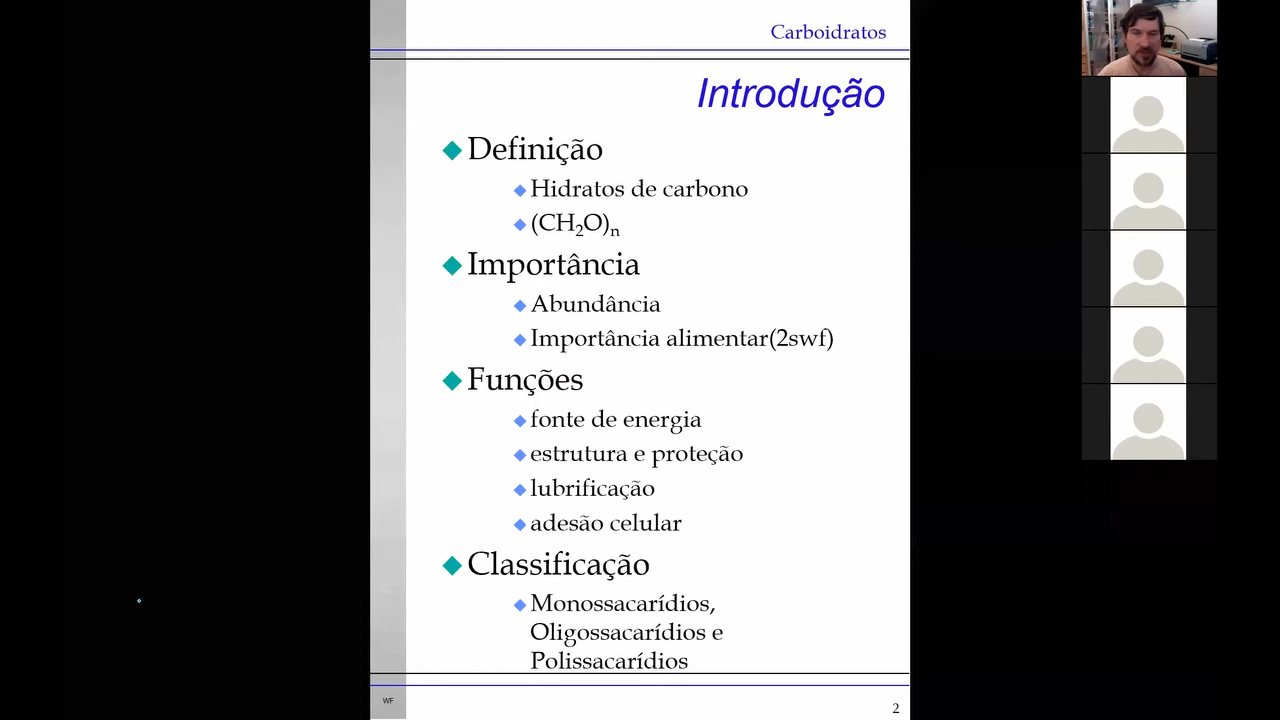 Carboidratos
Introdução
Definição
Hidratos de carbono
(CH₂O)ₙ
Importância
Abundância
Importância alimentar(2swf)
Funções
fonte de energia
estrutura e proteção
lubrificação
adesão celular
Classificação
Monossacarídios,
Oligossacarídios e
Polissacarídios
WF
2